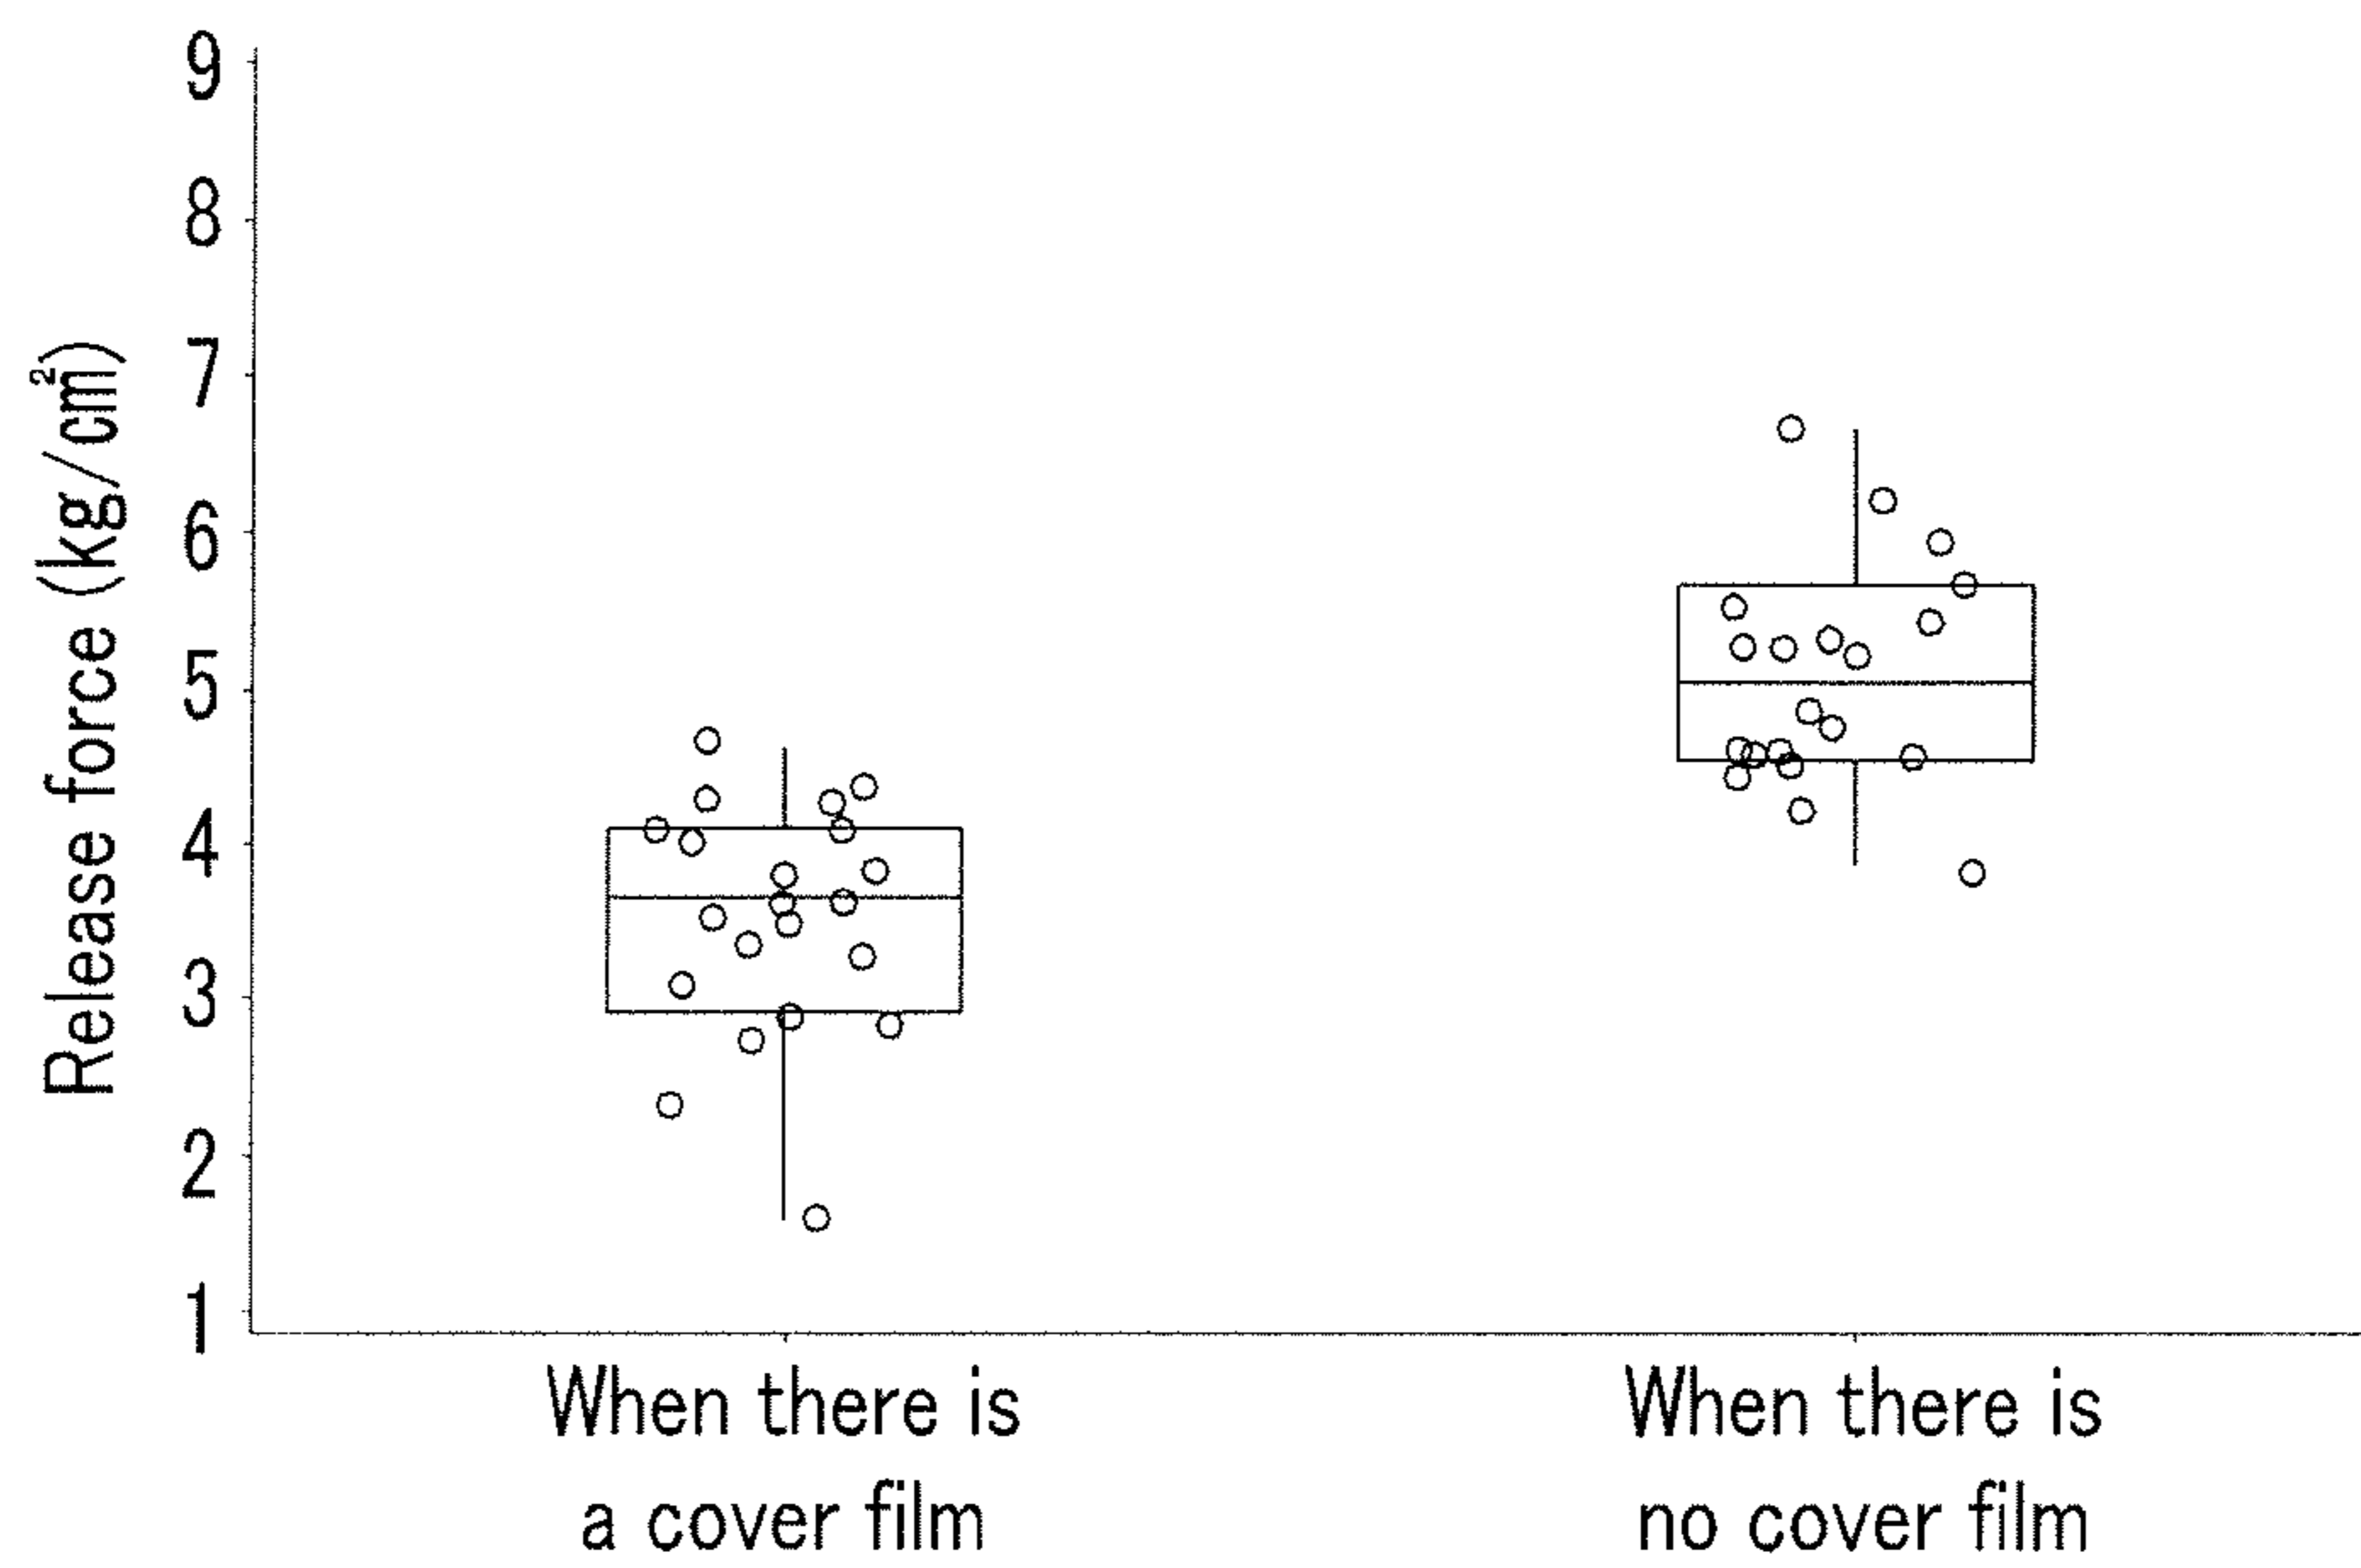 9
8
7
6
5
4
3
2
1
Release force (kg/cm²)
When there is
a cover film
When there is
no cover film